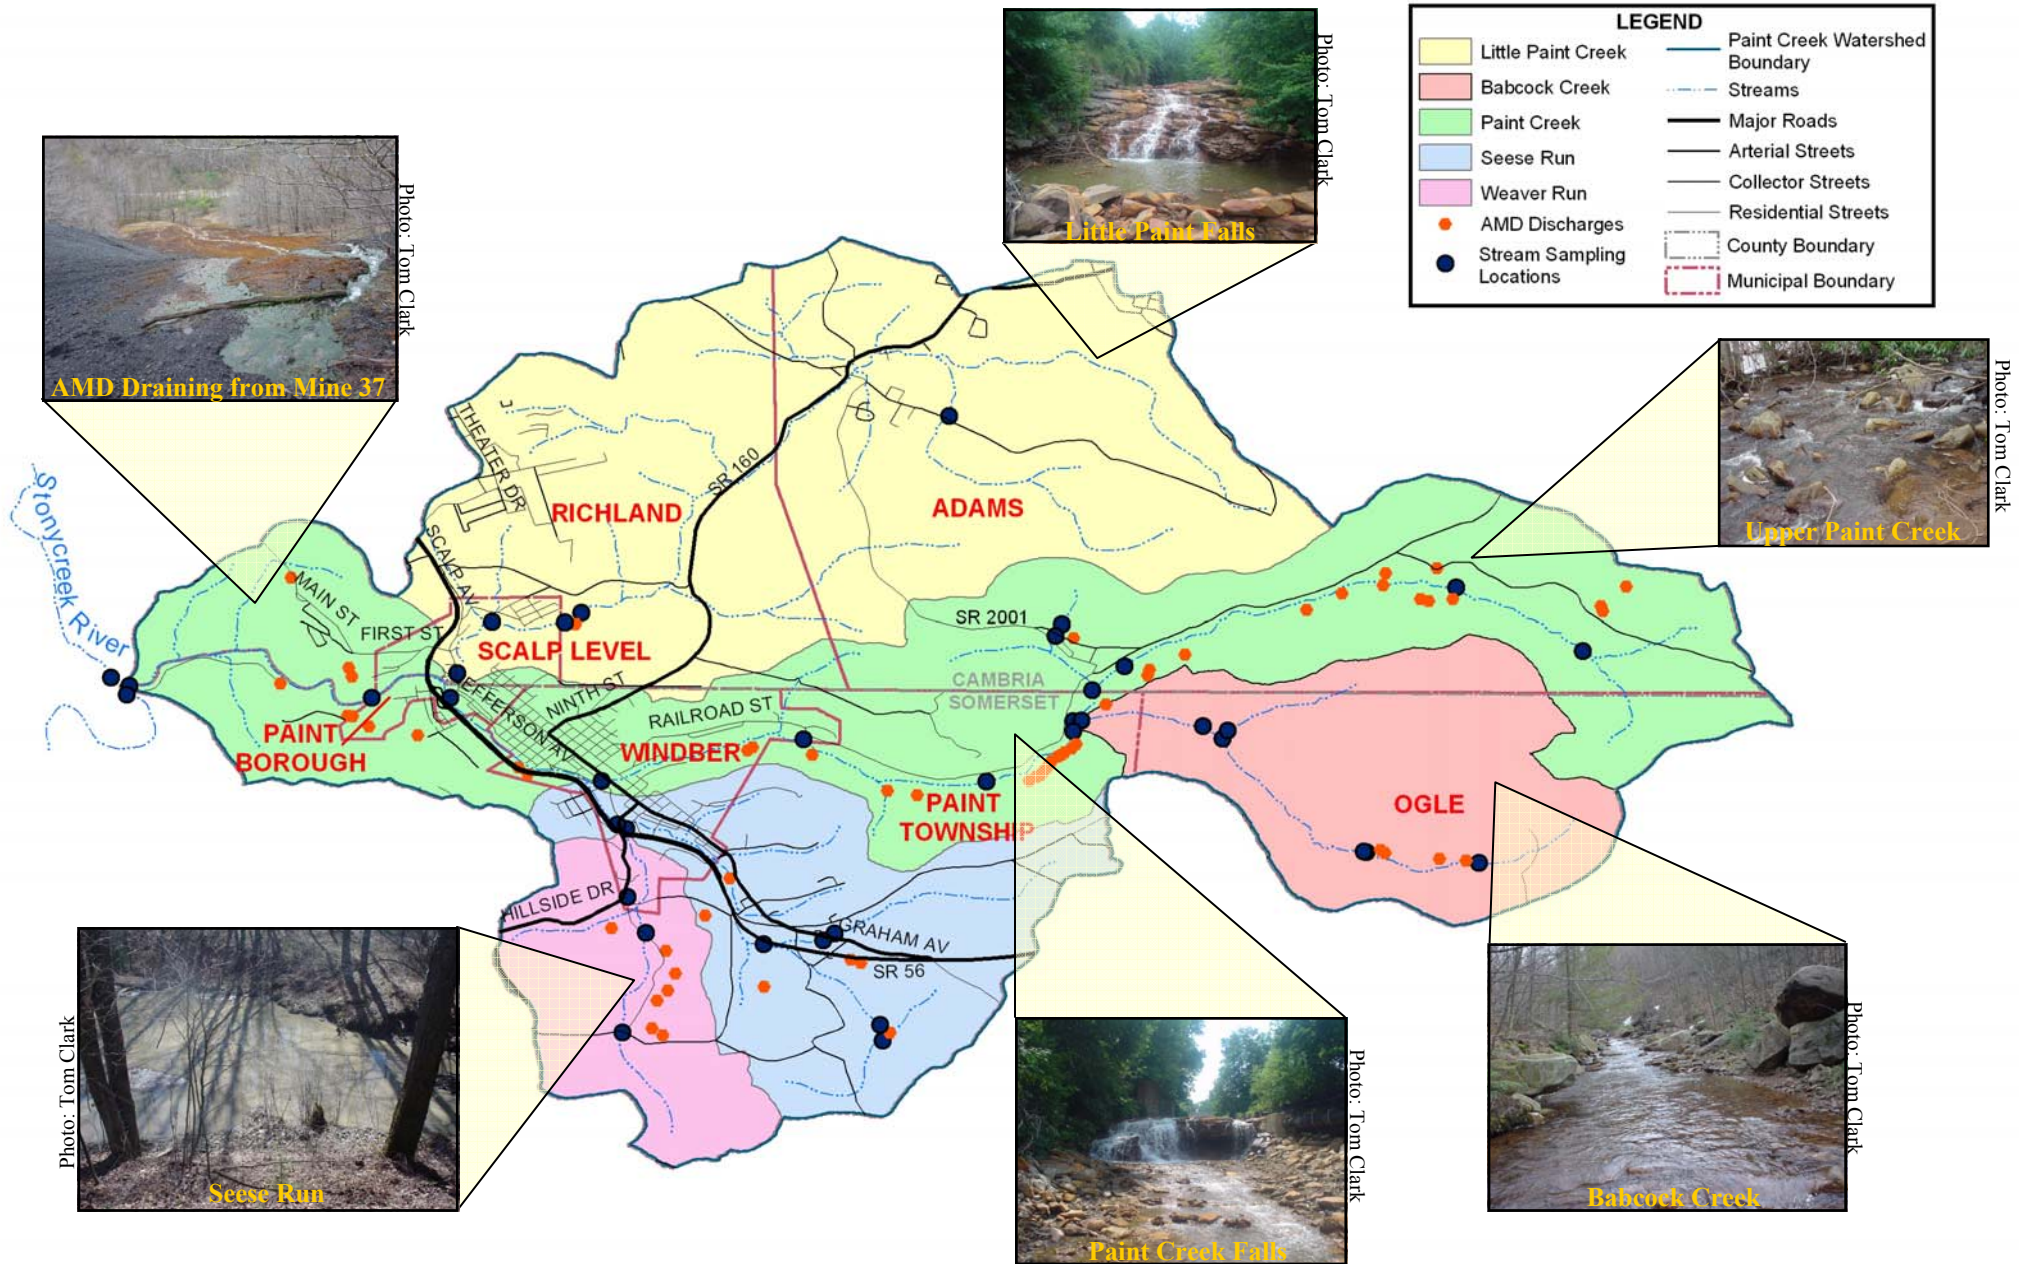 LEGEND
Little Paint Creek
Babcock Creek
Paint Creek
Seese Run
Weaver Run
AMD Discharges
Stream Sampling
Locations
Paint Creek Watershed
Boundary
Streams
Major Roads
Arterial Streets
Collector Streets
Residential Streets
County Boundary
Municipal Boundary
Little Paint Falls
Photo: Tom Clark
AMD Draining from Mine 37
Photo: Tom Clark
Upper Paint Creek
Photo: Tom Clark
Stonycreek River
THEATER DR
SR 160
RICHLAND
ADAMS
SCALP AV
MAIN ST
FIRST ST
SCALP LEVEL
SR 2001
CAMBRIA
SOMERSET
JEFFERSON AV
NINTH ST
RAILROAD ST
PAINT
BOROUGH
WINDBER
PAINT
TOWNSHIP
OGLE
HILLSIDE DR
GRAHAM AV
SR 56
Seese Run
Photo: Tom Clark
Paint Creek Falls
Photo: Tom Clark
Babcock Creek
Photo: Tom Clark